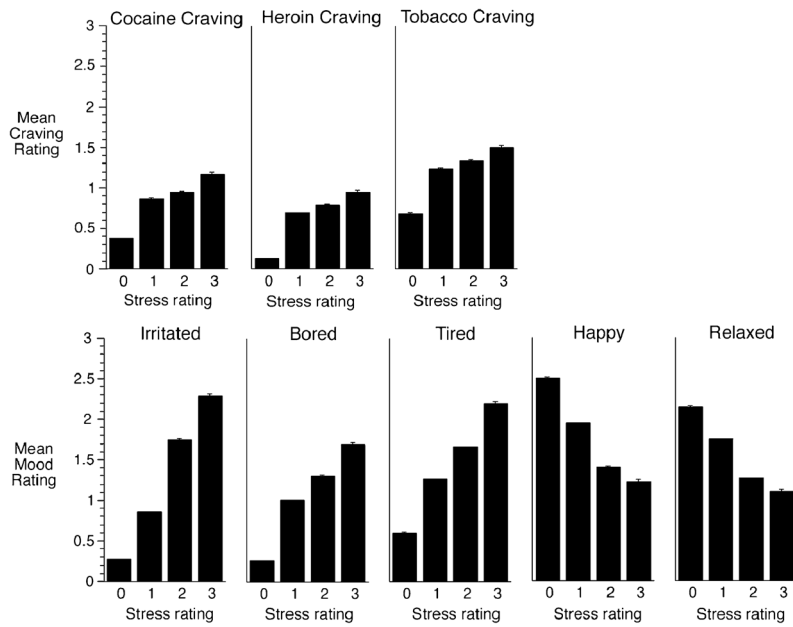 Cocaine Craving Heroin Craving Tobacco Craving
3
2.5
2
1.5
1
0.5
0
Mean
Craving
Rating
0 1 2 3 0 1 2 3 0 1 2 3
Stress rating Stress rating Stress rating
Irritated Bored Tired Happy Relaxed
3
2.5
2
1.5
1
0.5
0
Mean
Mood
Rating
0 1 2 3 0 1 2 3 0 1 2 3 0 1 2 3 0 1 2 3
Stress rating Stress rating Stress rating Stress rating Stress rating